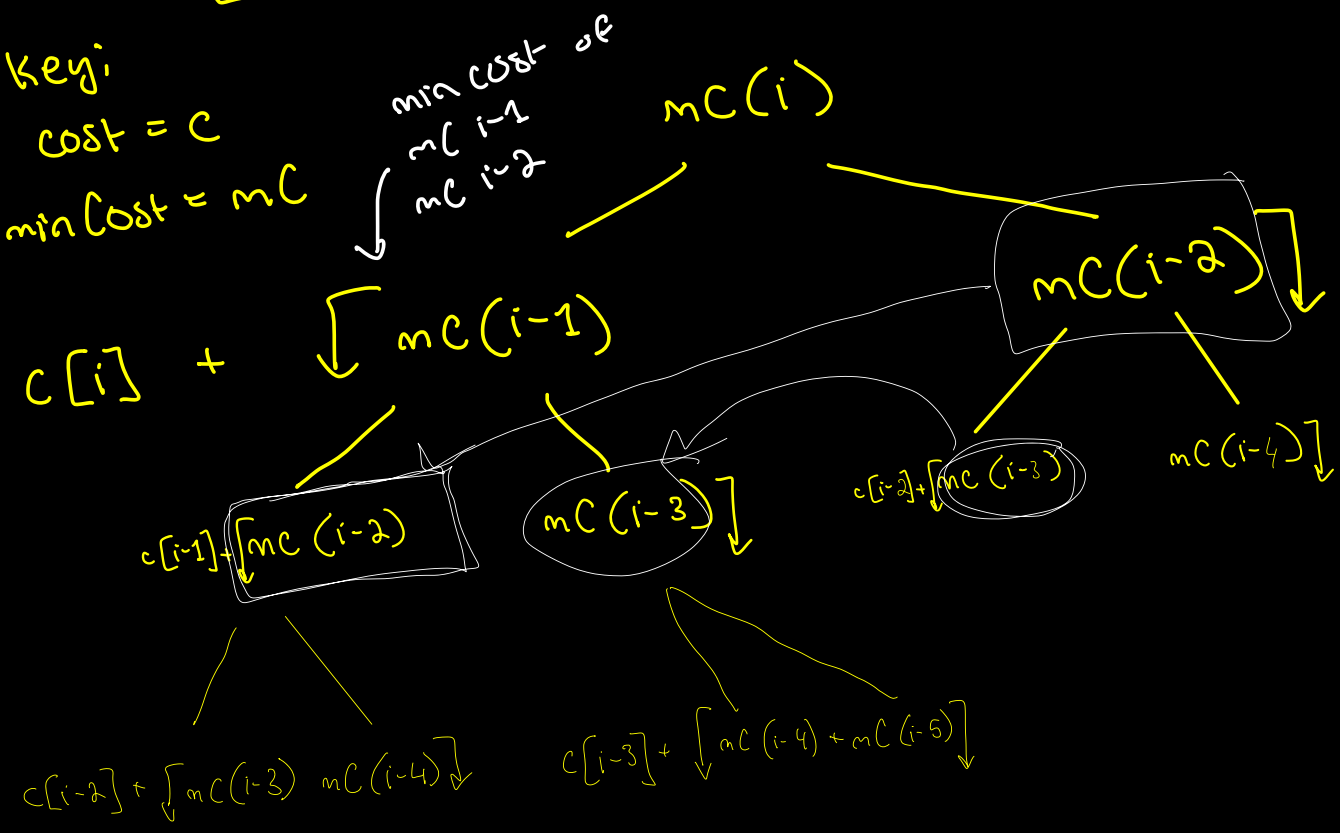 Key:
cost = c
minCost = mC
min cost of
mC i-1
mC i-2
mC(i)
c[i] + mC(i-1)
mC(i-2)
c[i-1]+ mC(i-2)
mC(i-3)
c[i-2]+ mC(i-3)
mC(i-4)
c[i-2]+ mC(i-3) mC(i-4)
c[i-3]+ mC(i-4) + mC(i-5)